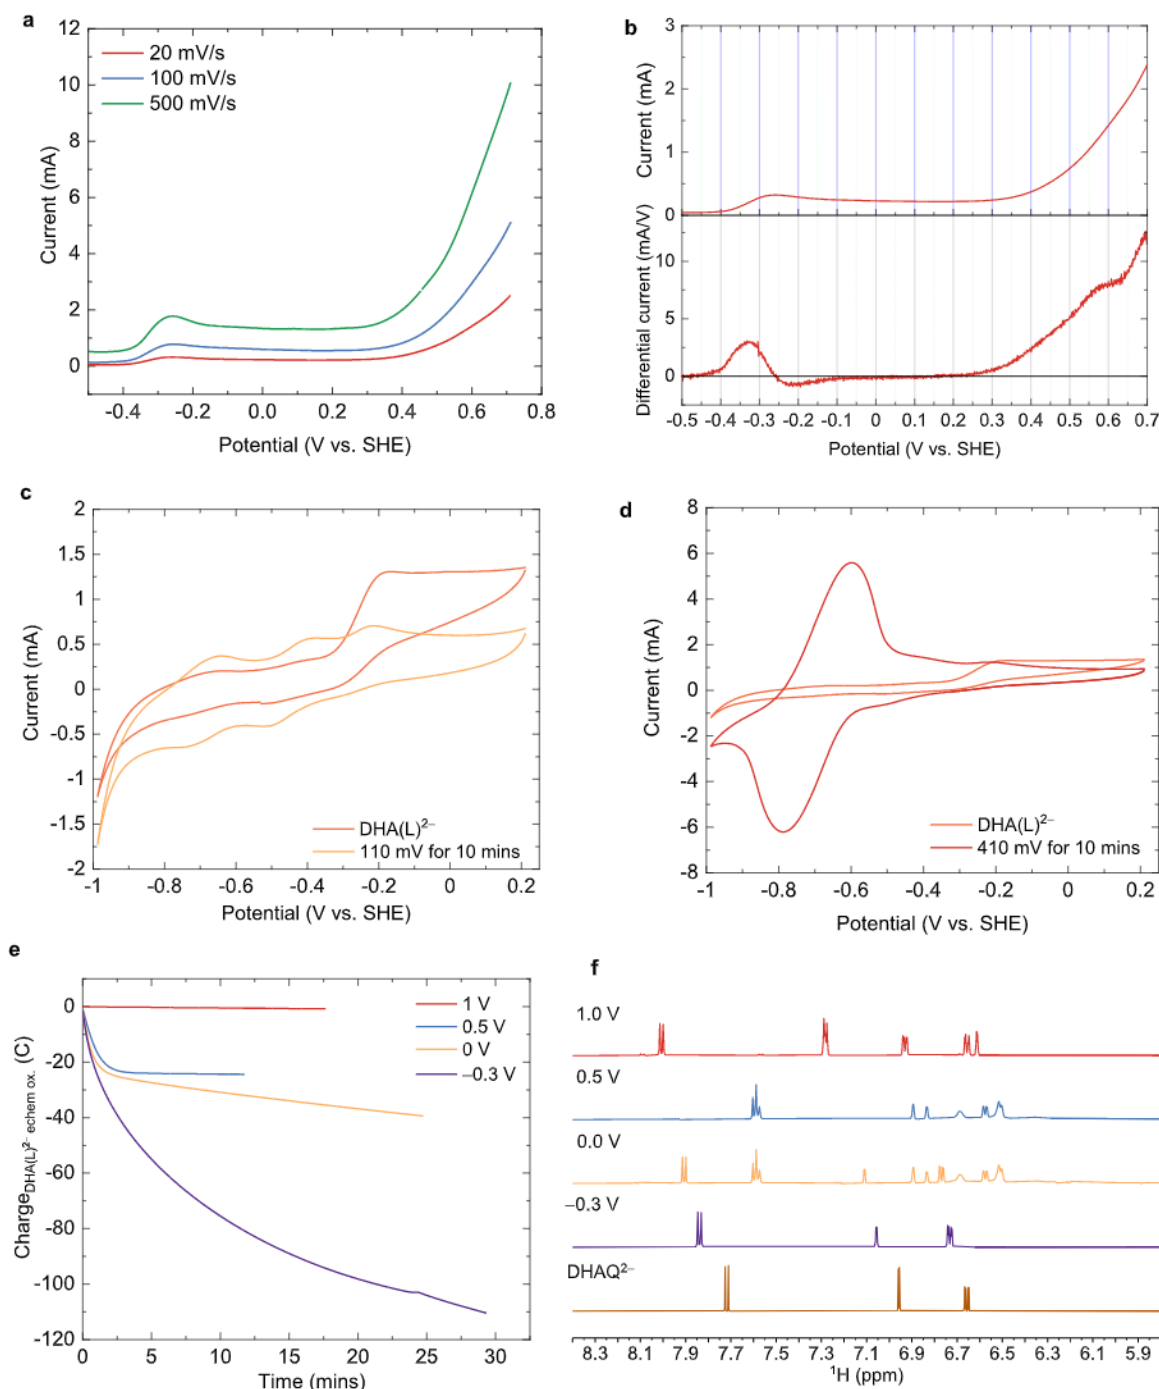 a
20 mV/s
100 mV/s
500 mV/s
12
10
8
6
4
2
0
Current (mA)
-0.4 -0.2 0.0 0.2 0.4 0.6 0.8
Potential (V vs. SHE)
b
3
2
1
0
Current (mA)
10
5
0
Differential current (mA/V)
-0.5 -0.4 -0.3 -0.2 -0.1 0 0.1 0.2 0.3 0.4 0.5 0.6 0.7
Potential (V vs. SHE)
c
2
1.5
1
0.5
0
-0.5
-1
-1.5
-2
Current (mA)
DHA(L)²⁻
110 mV for 10 mins
-1 -0.8 -0.6 -0.4 -0.2 0 0.2
Potential (V vs. SHE)
d
8
6
4
2
0
-2
-4
-6
-8
Current (mA)
DHA(L)²⁻
410 mV for 10 mins
-1 -0.8 -0.6 -0.4 -0.2 0 0.2
Potential (V vs. SHE)
e
0
-20
-40
-60
-80
-100
-120
Charge DHA(L)²⁻ echem ox. (C)
1 V
0.5 V
0 V
−0.3 V
0 5 10 15 20 25 30
Time (mins)
f
1.0 V
0.5 V
0.0 V
−0.3 V
DHAQ²⁻
8.3 8.1 7.9 7.7 7.5 7.3 7.1 6.9 6.7 6.5 6.3 6.1 5.9
¹H (ppm)